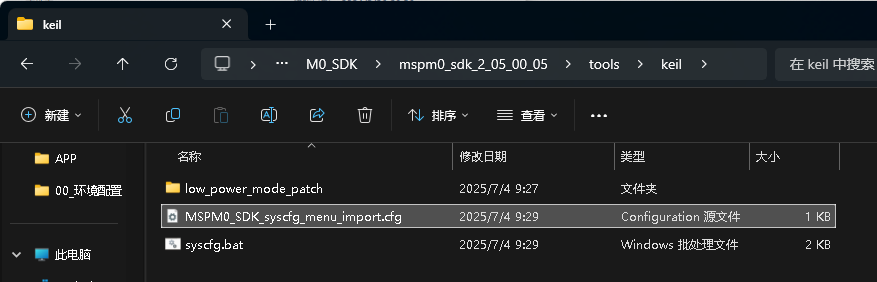 keil
M0_SDK mspm0_sdk_2_05_00_05 tools keil 在 keil 中搜索
新建 排序 查看
名称 修改日期 类型 大小
APP
00_环境配置
此电脑
low_power_mode_patch 2025/7/4 9:27 文件夹
MSPM0_SDK_syscfg_menu_import.cfg 2025/7/4 9:29 Configuration 源文件 1 KB
syscfg.bat 2025/7/4 9:29 Windows 批处理文件 2 KB